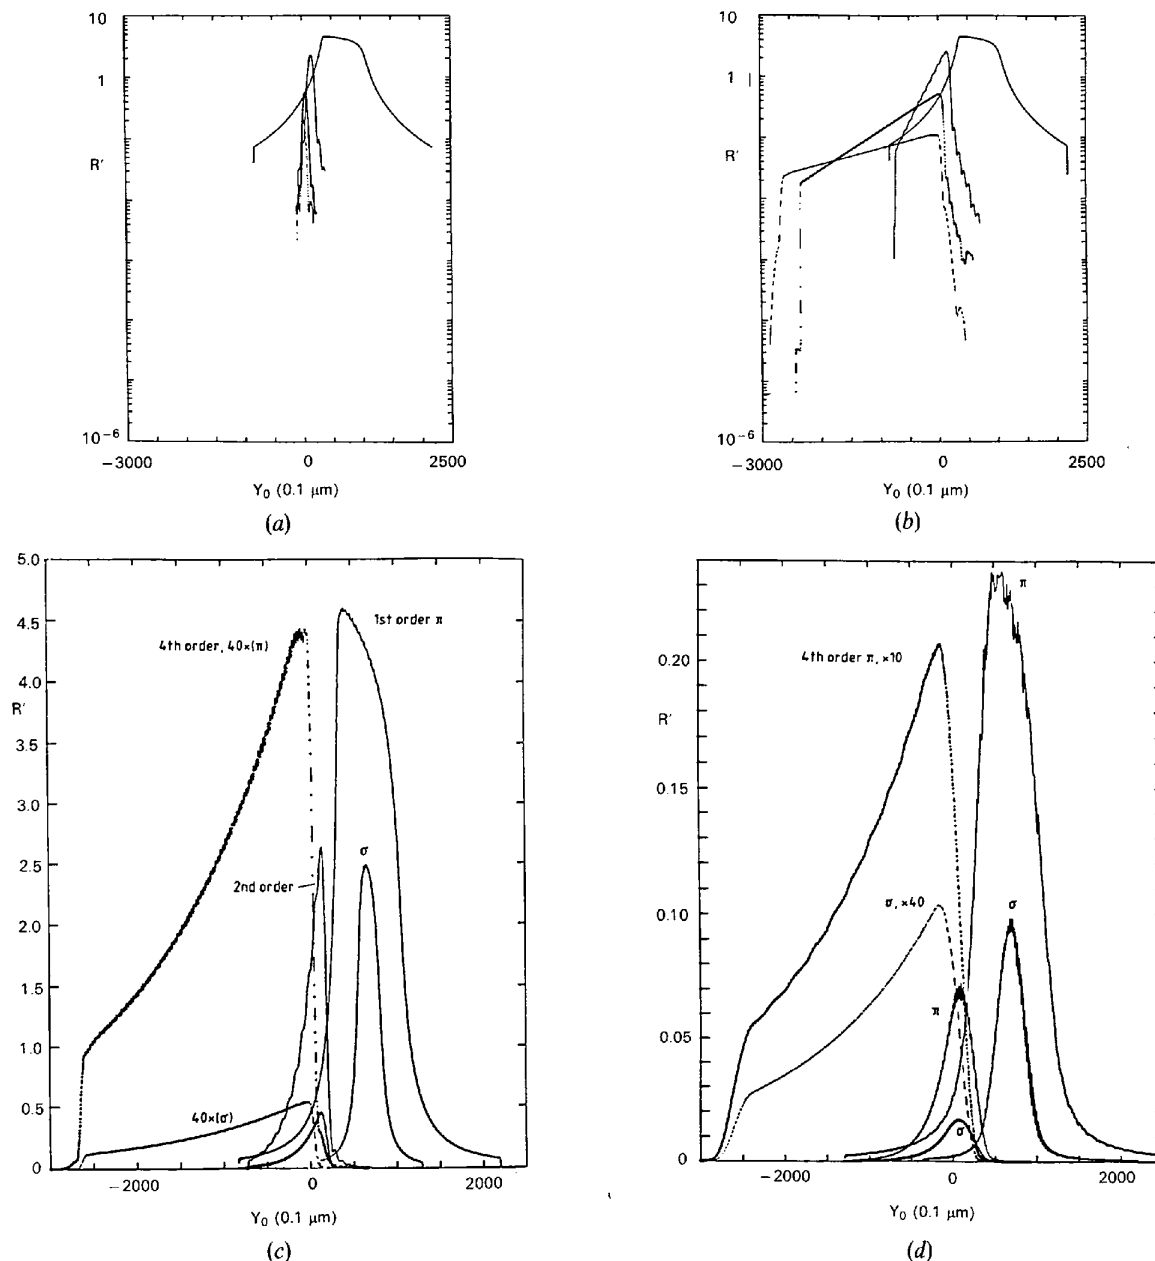 10
1
R'
10⁻⁶
−3000
0
2500
Y₀ (0.1 μm)
(a)
10
1
R'
10⁻⁶
−3000
0
2500
Y₀ (0.1 μm)
(b)
5.0
4.5
R'
4.5
3.0
2.5
2.0
1.5
1.0
0.5
0
4th order, 40×(π)
1st order π
2nd order
σ
40×(σ)
−2000
0
2000
Y₀ (0.1 μm)
(c)
0.20
R'
0.15
0.10
0.05
0
π
4th order π, ×10
σ, ×40
σ
π
σ
−2000
0
2000
Y₀ (0.1 μm)
(d)